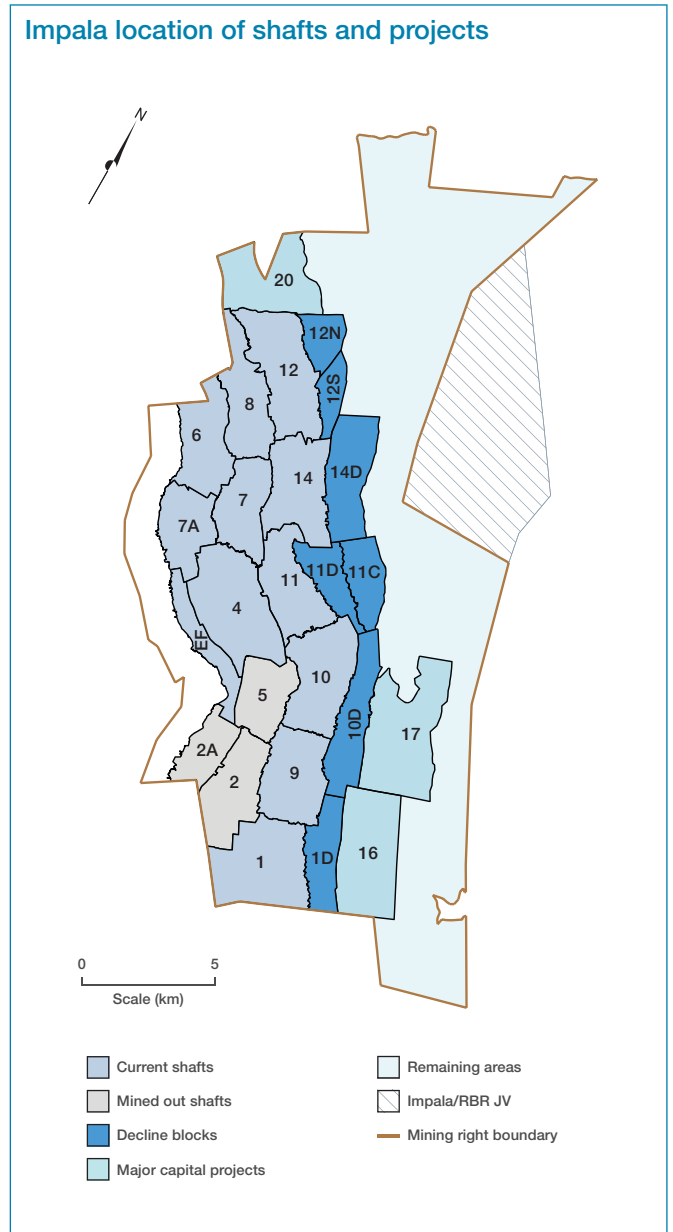 Impala location of shafts and projects
N
20
12N
12
12S
8
6
14D
14
7
7A
11D
11C
11
4
EF
10
5
10D
17
2A
9
2
16
1D
1
0 5
Scale (km)
Current shafts
Mined out shafts
Decline blocks
Major capital projects
Remaining areas
Impala/RBR JV
Mining right boundary